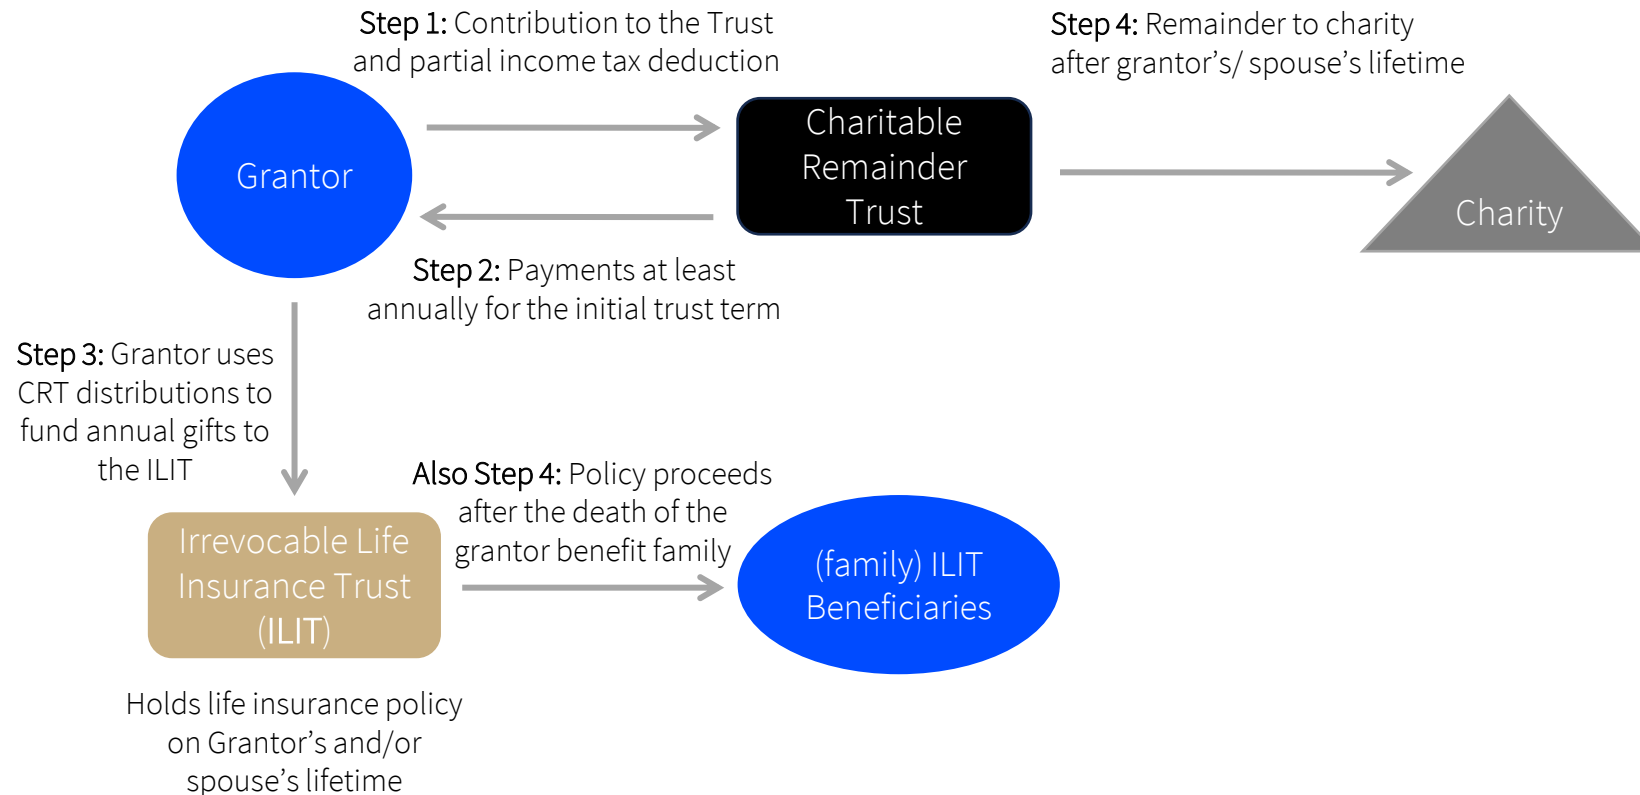 Step 1: Contribution to the Trust
and partial income tax deduction
Step 4: Remainder to charity
after grantor’s/ spouse’s lifetime
Grantor
Charitable
Remainder
Trust
Charity
Step 2: Payments at least
annually for the initial trust term
Step 3: Grantor uses
CRT distributions to
fund annual gifts to
the ILIT
Also Step 4: Policy proceeds
after the death of the
grantor benefit family
Irrevocable Life
Insurance Trust
(ILIT)
(family) ILIT
Beneficiaries
Holds life insurance policy
on Grantor’s and/or
spouse’s lifetime